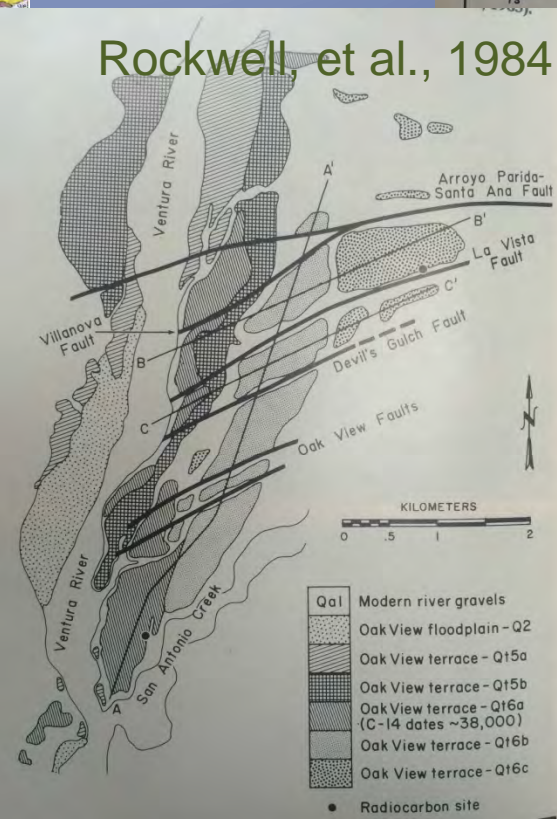 Rockwell, et al., 1984
Ventura River
A'
Arroyo Parida-
Santa Ana Fault
B'
La Vista
Fault
C'
Villanova
Fault
B
Devil's Gulch Fault
C
Oak View Faults
N
KILOMETERS
0 .5 1 2
Ventura River
San Antonio Creek
A
Qal Modern river gravels
Oak View floodplain-Q2
Oak View terrace-Qt5a
Oak View terrace-Qt5b
Oak View terrace-Qt6a
(C-14 dates ~38,000)
Oak View terrace-Qt6b
Oak View terrace-Qt6c
Radiocarbon site